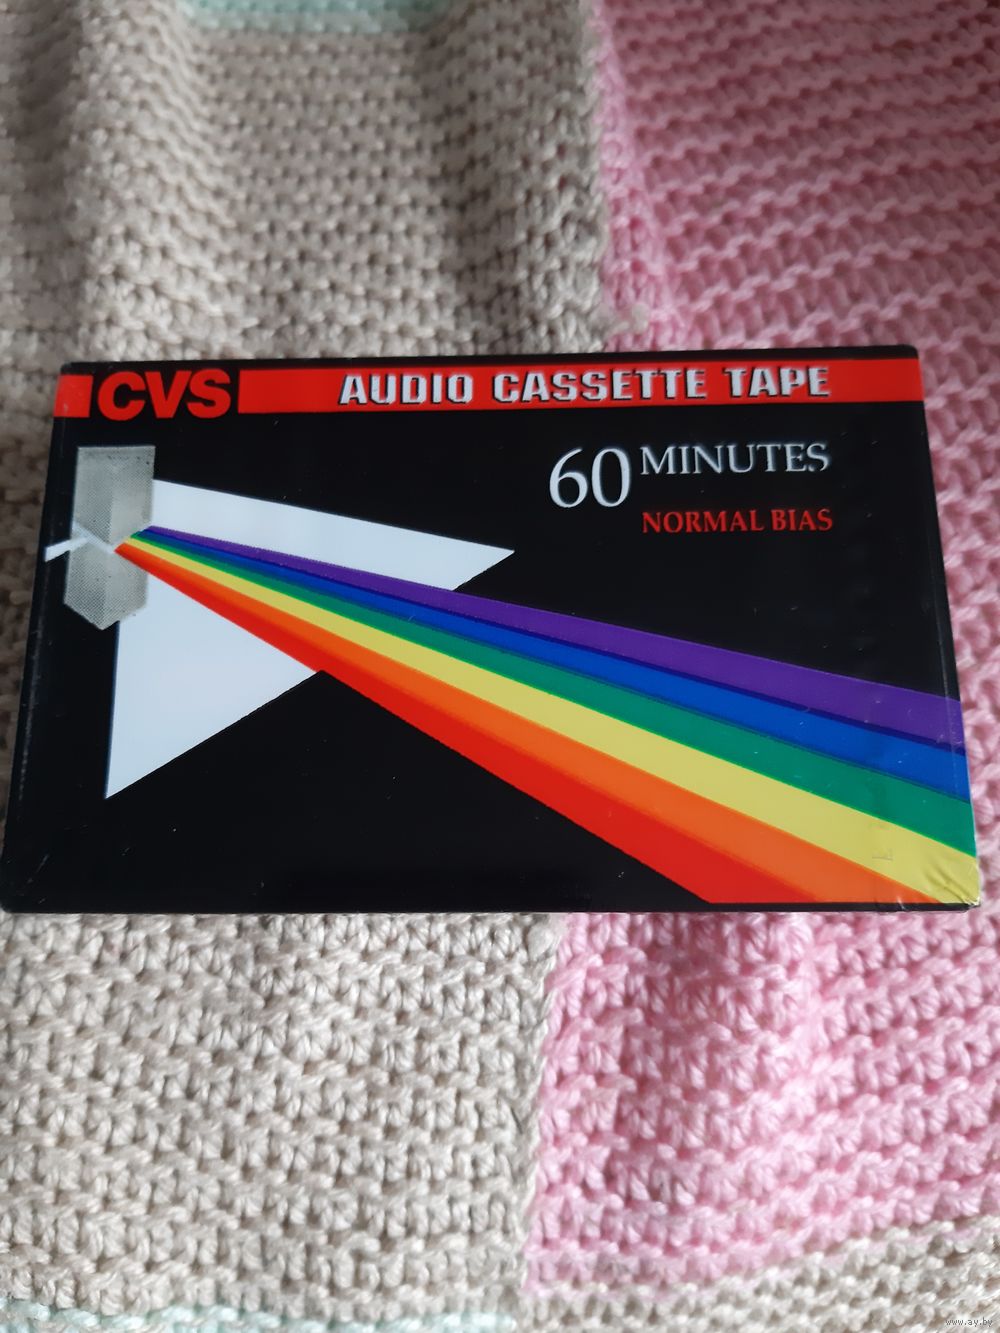 CVS AUDIO CASSETTE TAPE
60 MINUTES
NORMAL BIAS
www.ay.by